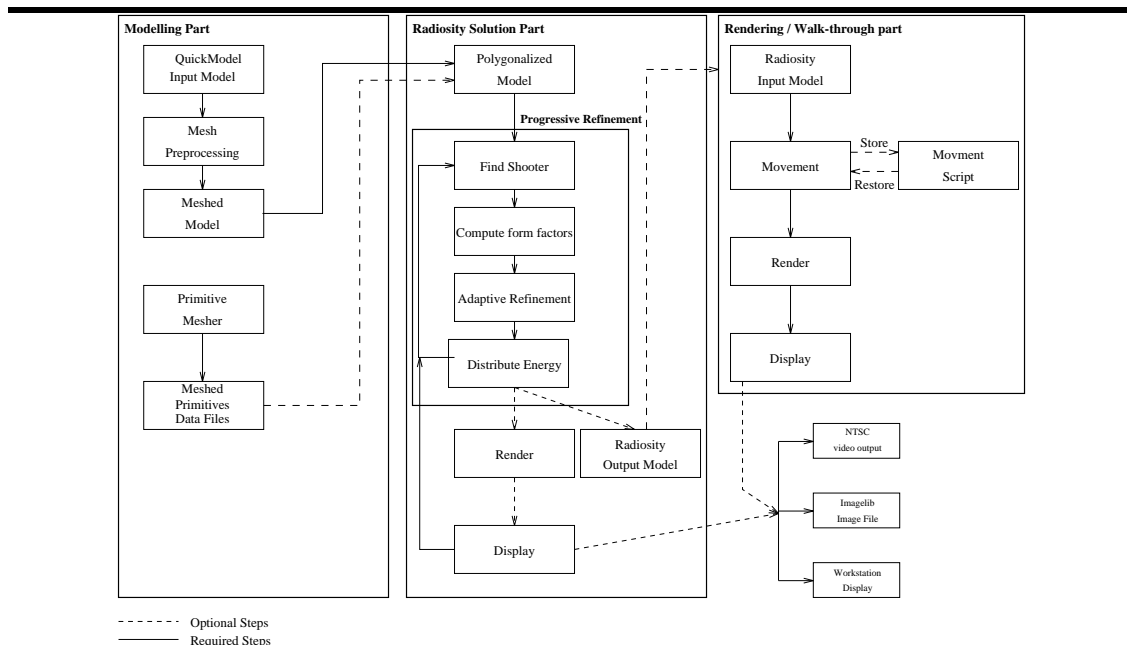 Modelling Part
QuickModel
Input Model
Mesh
Preprocessing
Meshed
Model
Primitive
Mesher
Meshed
Primitives
Data Files
Radiosity Solution Part
Polygonalized
Model
Progressive Refinement
Find Shooter
Compute form factors
Adaptive Refinement
Distribute Energy
Render
Radiosity
Output Model
Display
Rendering / Walk-through part
Radiosity
Input Model
Movement
Store
Restore
Movment
Script
Render
Display
NTSC
video output
Imagelib
Image File
Workstation
Display
Optional Steps
Required Steps